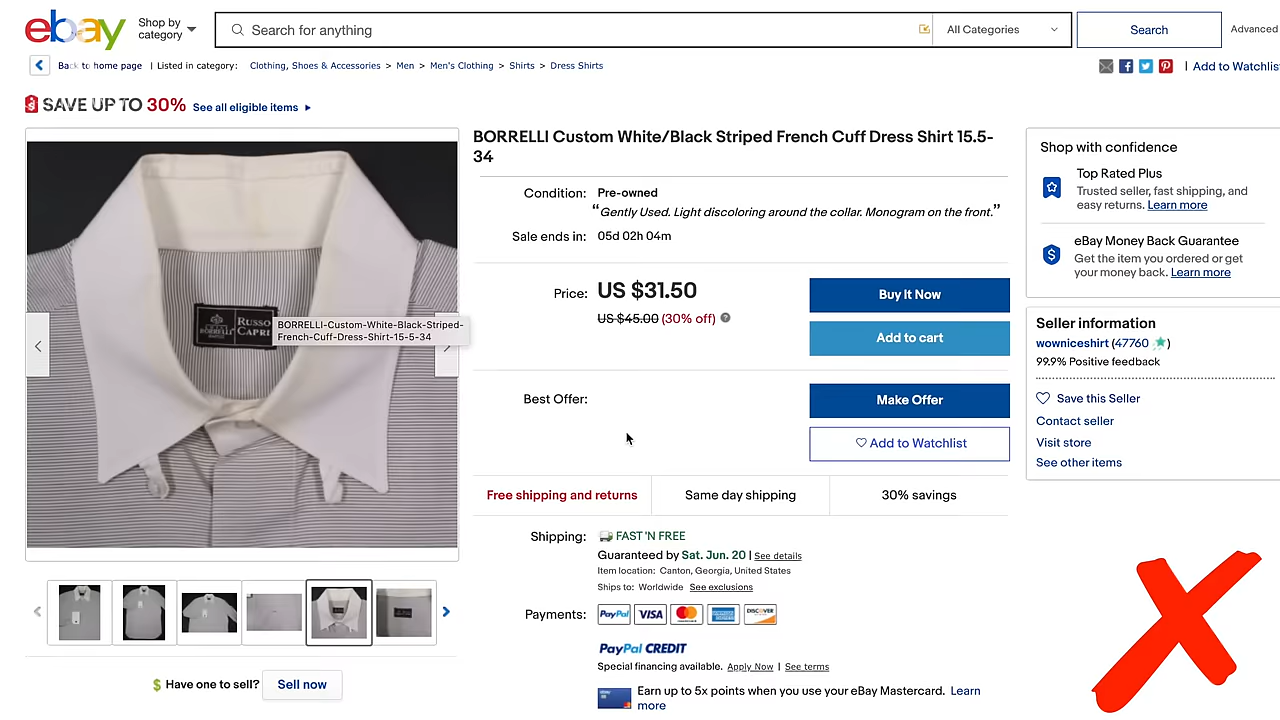 ebay
Shop by
category
Search for anything
All Categories
Search
Advanced
Back to home page | Listed in category: Clothing, Shoes & Accessories > Men > Men's Clothing > Shirts > Dress Shirts
| Add to Watchlis
SAVE UP TO 30% See all eligible items
BORRELLI Custom White/Black Striped French Cuff Dress Shirt 15.5-
34
Condition: Pre-owned
“Gently Used. Light discoloring around the collar. Monogram on the front.”
Sale ends in: 05d 02h 04m
Price: US $31.50
US $45.00 (30% off)
Buy It Now
Add to cart
Best Offer:
Make Offer
Add to Watchlist
Free shipping and returns
Same day shipping
30% savings
Shipping: FAST 'N FREE
Guaranteed by Sat. Jun. 20 | See details
Item location: Canton, Georgia, United States
Ships to: Worldwide See exclusions
Payments: PayPal VISA
DISCOVER
PayPal CREDIT
Special financing available. Apply Now | See terms
Earn up to 5x points when you use your eBay Mastercard. Learn
more
BORRELLI
RUSSO
CAPRI
BORRELLI-Custom-White-Black-Striped-
French-Cuff-Dress-Shirt-15-5-34
Have one to sell? Sell now
Shop with confidence
Top Rated Plus
Trusted seller, fast shipping, and
easy returns. Learn more
eBay Money Back Guarantee
Get the item you ordered or get
your money back. Learn more
Seller information
wowniceshirt (47760)
99.9% Positive feedback
Save this Seller
Contact seller
Visit store
See other items